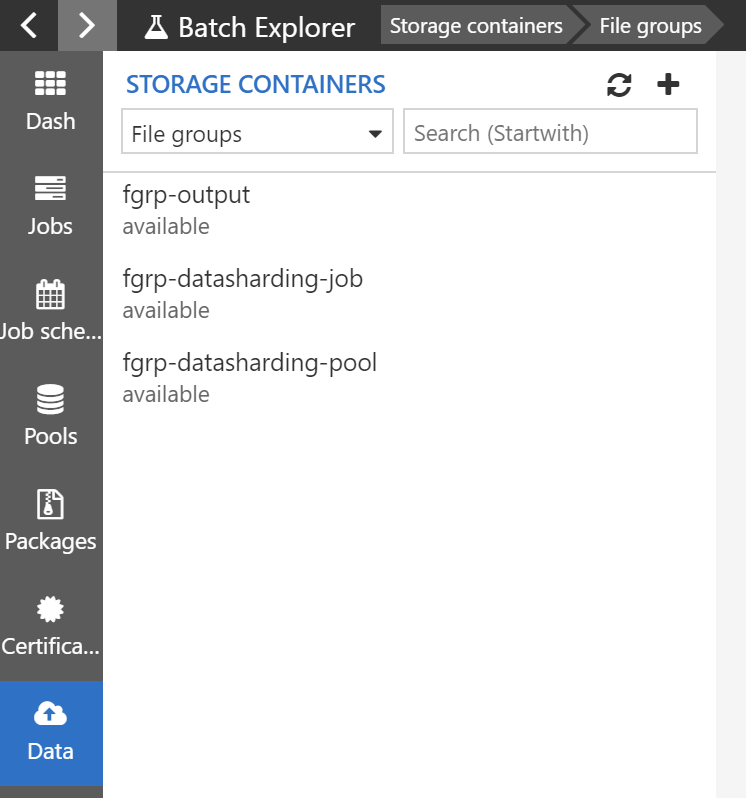 Batch Explorer Storage containers File groups
STORAGE CONTAINERS
File groups Search (Startwith)
fgrp-output
available
fgrp-datasharding-job
available
fgrp-datasharding-pool
available
Dash
Jobs
Job sche...
Pools
Packages
Certifica...
Data